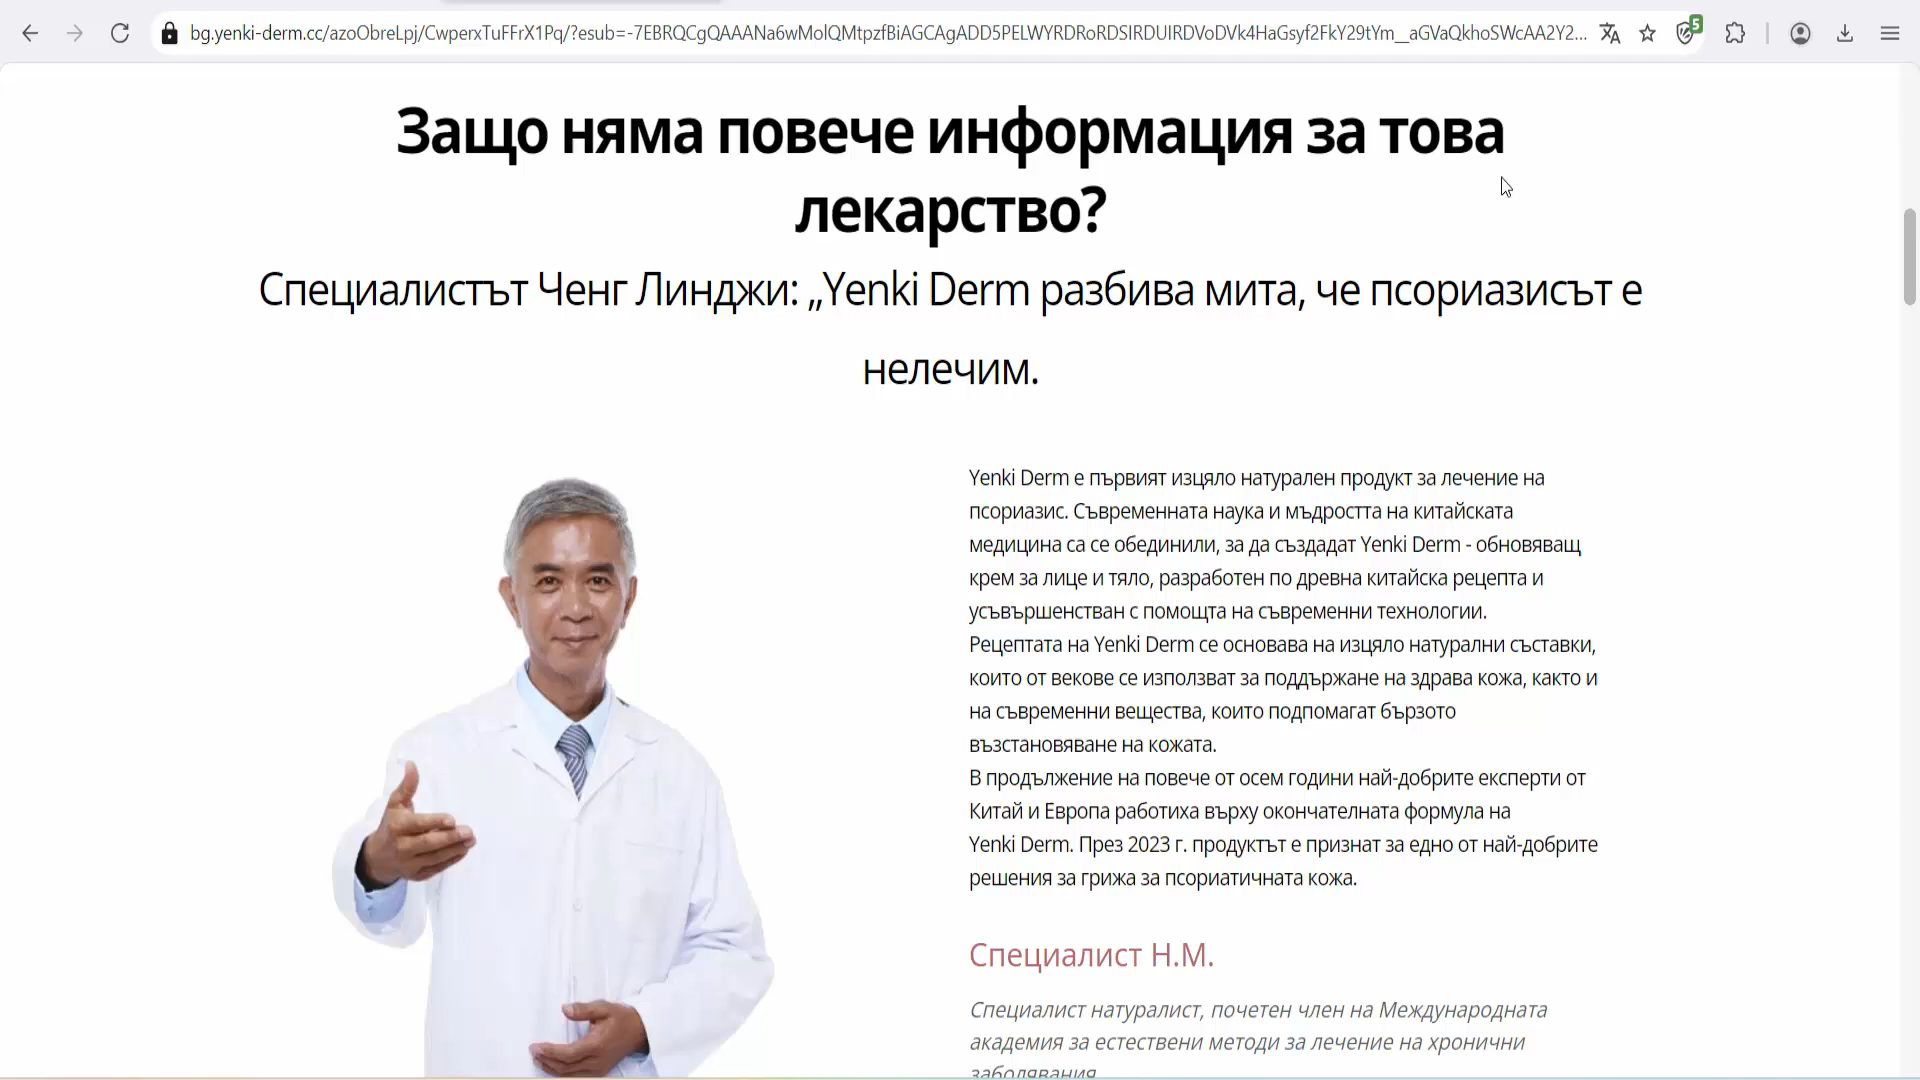 bg.yenki-derm.cc/azoObreLpj/CwperxTuFFrX1Pq/?esub=-7EBRQCgQAAANa6wMolQMtpzfBiAGCAgADD5PELWYRDRoRDSIRDUIRDVoDVk4HaGsyf2FkY29tYm__aGVaQkhoSWcAA2Y2...
5
Защо няма повече информация за това
лекарство?
Специалистът Ченг Линджи: „Yenki Derm разбива мита, че псориазисът е
нелечим.
Yenki Derm е първият изцяло натурален продукт за лечение на
псориазис. Съвременната наука и мъдростта на китайската
медицина са се обединили, за да създадат Yenki Derm - обновяващ
крем за лице и тяло, разработен по древна китайска рецепта и
усъвършенстван с помощта на съвременни технологии.
Рецептата на Yenki Derm се основава на изцяло натурални съставки,
които от векове се използват за поддържане на здрава кожа, както и
на съвременни вещества, които подпомагат бързото
възстановяване на кожата.
В продължение на повече от осем години най-добрите експерти от
Китай и Европа работиха върху окончателната формула на
Yenki Derm. През 2023 г. продуктът е признат за едно от най-добрите
решения за грижа за псориатичната кожа.
Специалист Н.М.
Специалист натуралист, почетен член на Международната
академия за естествени методи за лечение на хронични
заболявания